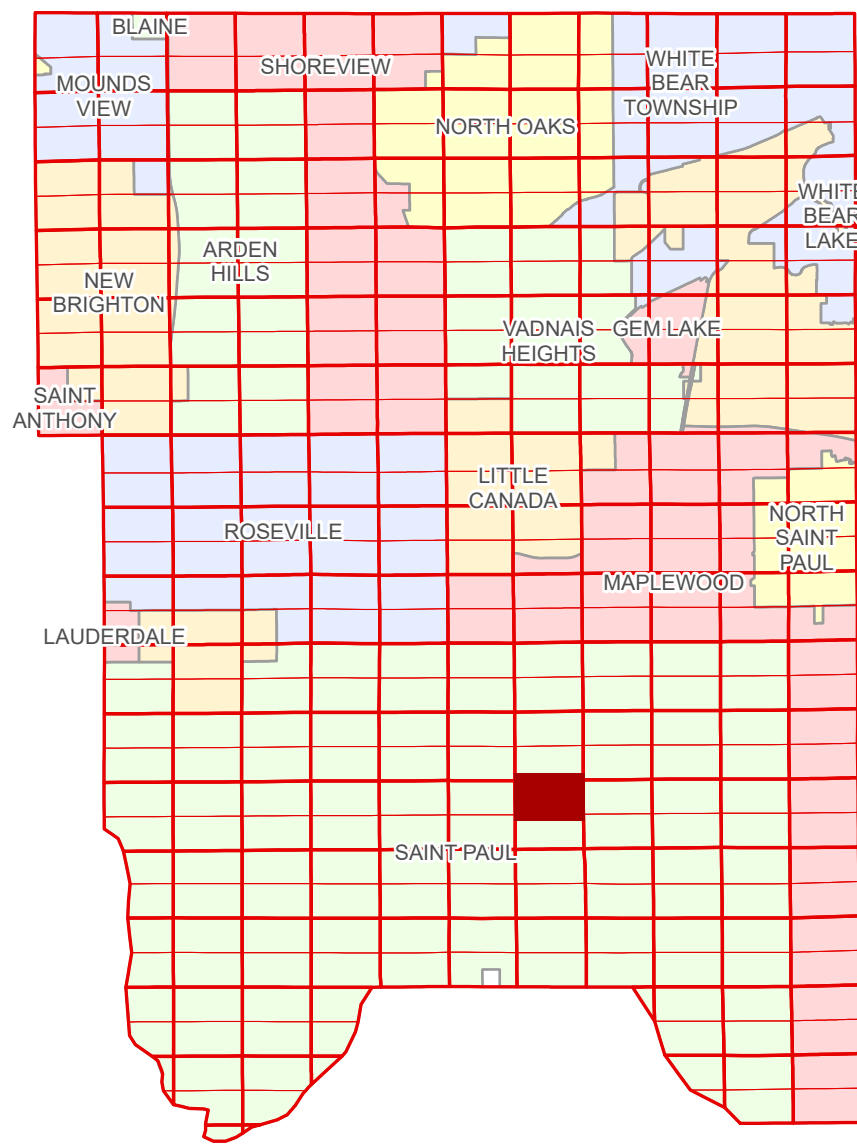 BLAINE
SHOREVIEW
WHITE
BEAR
TOWNSHIP
MOUNDS
VIEW
NORTH OAKS
WHITE
BEAR
LAKE
ARDEN
HILLS
NEW
BRIGHTON
VADNAIS
HEIGHTS
GEM LAKE
SAINT
ANTHONY
LITTLE
CANADA
NORTH
SAINT
PAUL
ROSEVILLE
MAPLEWOOD
LAUDERDALE
SAINT PAUL